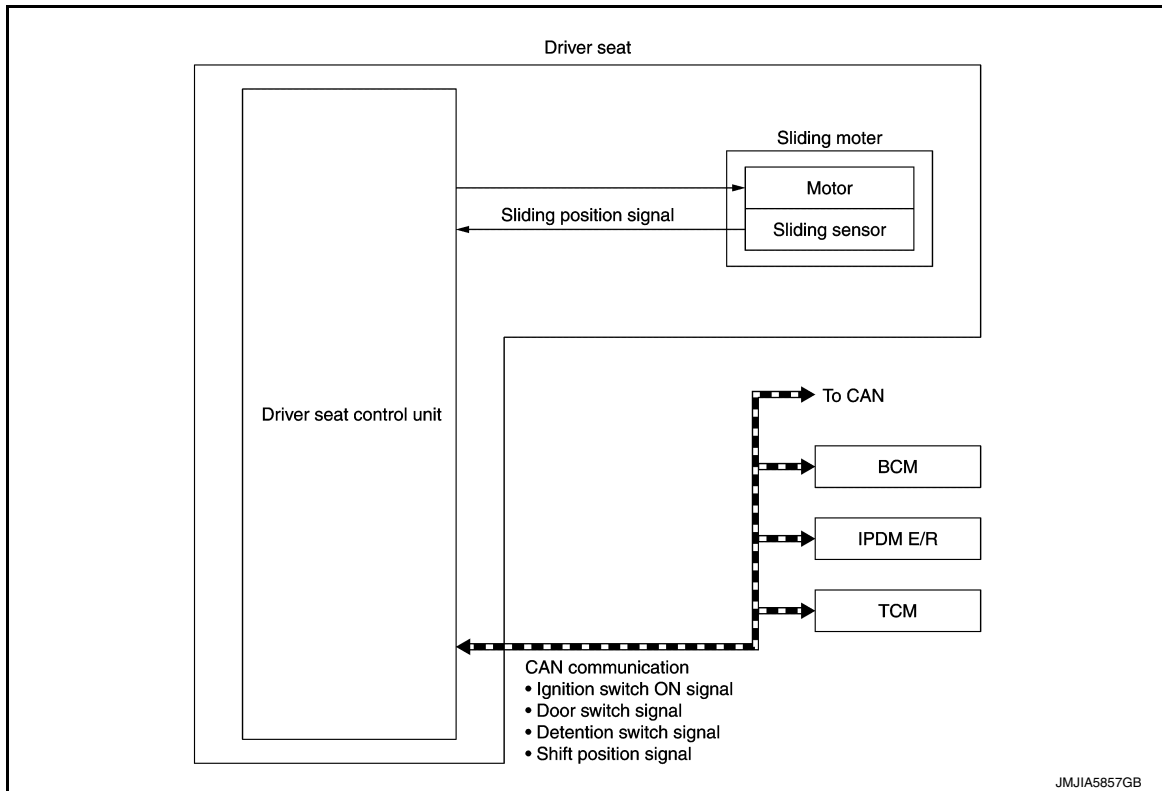 Driver seat
Sliding moter
Motor
Sliding position signal
Sliding sensor
Driver seat control unit
To CAN
BCM
IPDM E/R
TCM
CAN communication
• Ignition switch ON signal
• Door switch signal
• Detention switch signal
• Shift position signal
JMJIA5857GB